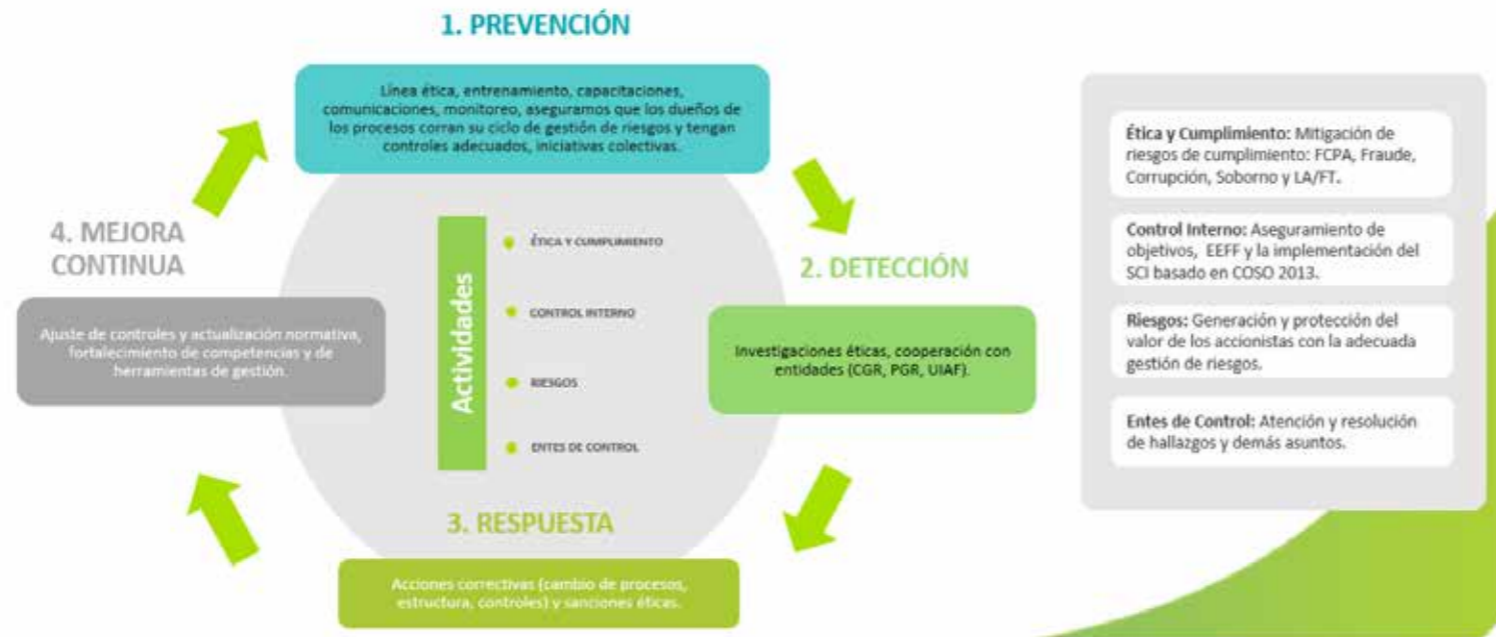 1. PREVENCIÓN
Línea ética, entrenamiento, capacitaciones,
comunicaciones, monitoreo, aseguramos que los dueños de
los procesos corran su ciclo de gestión de riesgos y tengan
controles adecuados, iniciativas colectivas.
2. DETECCIÓN
Investigaciones éticas, cooperación con
entidades (CGR, PGR, UIAF).
3. RESPUESTA
Acciones correctivas (cambio de procesos,
estructura, controles) y sanciones éticas.
4. MEJORA
CONTINUA
Ajuste de controles y actualización normativa,
fortalecimiento de competencias y de
herramientas de gestión.
Actividades
ÉTICA Y CUMPLIMIENTO
CONTROL INTERNO
RIESGOS
ENTES DE CONTROL
Ética y Cumplimiento: Mitigación de
riesgos de cumplimiento: FCPA, Fraude,
Corrupción, Soborno y LA/FT.
Control Interno: Aseguramiento de
objetivos, EEFF y la implementación del
SCI basado en COSO 2013.
Riesgos: Generación y protección del
valor de los accionistas con la adecuada
gestión de riesgos.
Entes de Control: Atención y resolución
de hallazgos y demás asuntos.